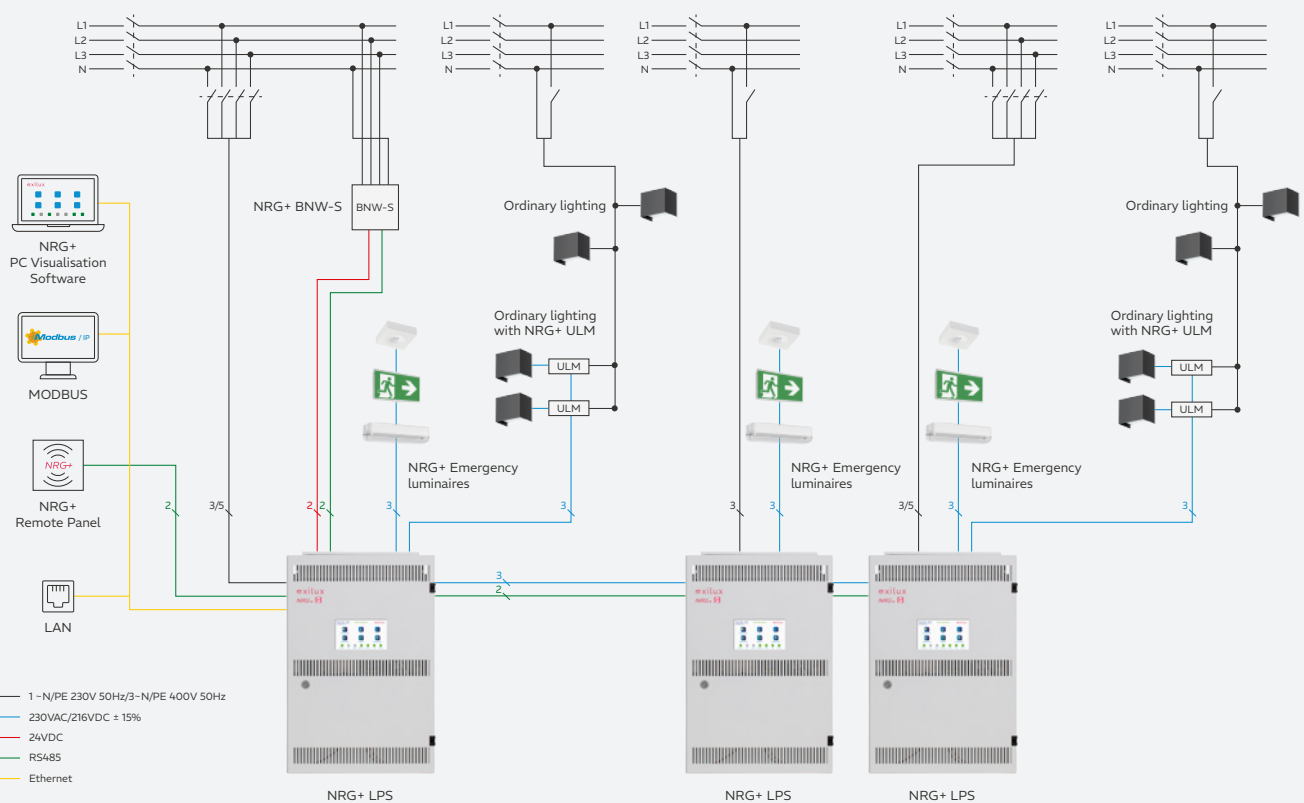 L1
L2
L3
N
L1
L2
L3
N
L1
L2
L3
N
L1
L2
L3
N
L1
L2
L3
N
exilux
NRG+
PC Visualisation
Software
NRG+ BNW-S
BNW-S
Ordinary lighting
Ordinary lighting
Modbus / IP
MODBUS
Ordinary lighting
with NRG+ ULM
ULM
ULM
Ordinary lighting
with NRG+ ULM
ULM
ULM
NRG+
NRG+
Remote Panel
NRG+ Emergency
luminaires
NRG+ Emergency
luminaires
NRG+ Emergency
luminaires
2
3/5
2
2
3
3
3
3
3/5
3
3
LAN
3
2
exilux
NRG+ S
exilux
NRG+ S
exilux
NRG+ S
1 ~N/PE 230V 50Hz/3~N/PE 400V 50Hz
230VAC/216VDC ± 15%
24VDC
RS485
Ethernet
NRG+ LPS
NRG+ LPS
NRG+ LPS